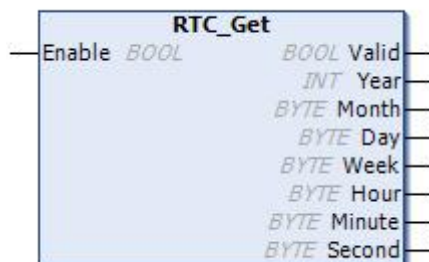 RTC_Get
Enable BOOL BOOL Valid
INT Year
BYTE Month
BYTE Day
BYTE Week
BYTE Hour
BYTE Minute
BYTE Second